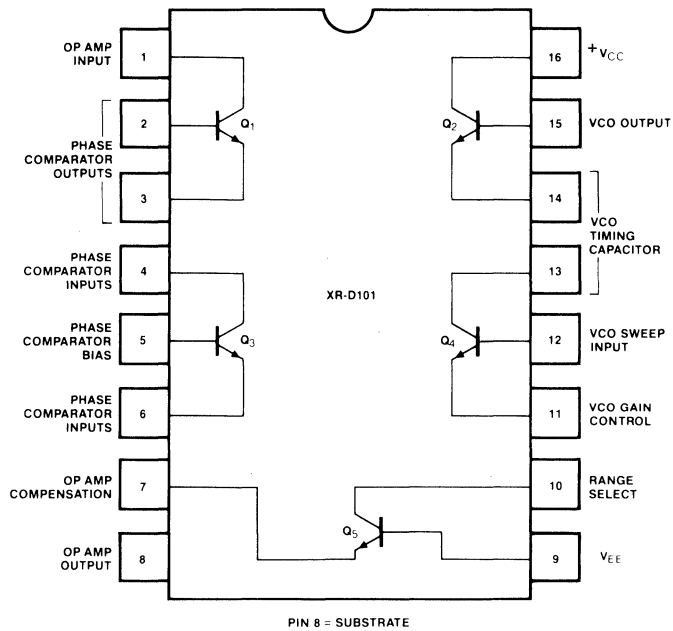 OP AMP
INPUT
1
2
PHASE
COMPARATOR
OUTPUTS
3
PHASE
COMPARATOR
INPUTS
4
PHASE
COMPARATOR
BIAS
5
PHASE
COMPARATOR
INPUTS
6
OP AMP
COMPENSATION
7
OP AMP
OUTPUT
8
Q1
Q2
XR-D101
Q3
Q4
Q5
16
+VCC
15
VCO OUTPUT
14
VCO
TIMING
CAPACITOR
13
12
VCO SWEEP
INPUT
11
VCO GAIN
CONTROL
10
RANGE
SELECT
9
VEE
PIN 8 = SUBSTRATE